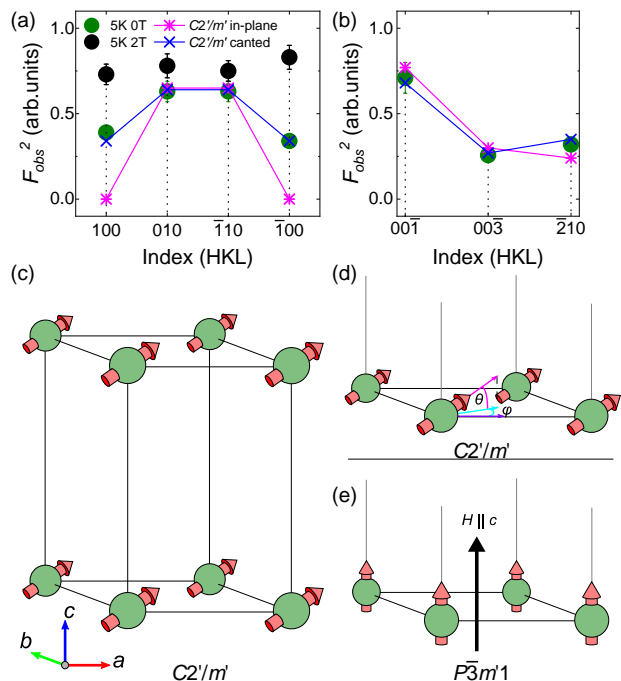 (a)
5K 0T
5K 2T
C2'/m' in-plane
C2'/m' canted
1.0
0.5
0.0
F_obs^2 (arb.units)
100
010
1̄10
1̄00
Index (HKL)
(b)
1.0
0.5
0.0
F_obs^2 (arb.units)
001̄
003̄
2̄10
Index (HKL)
(c)
c
b
a
C2'/m'
(d)
θ
φ
C2'/m'
(e)
H || c
P3̄m'1